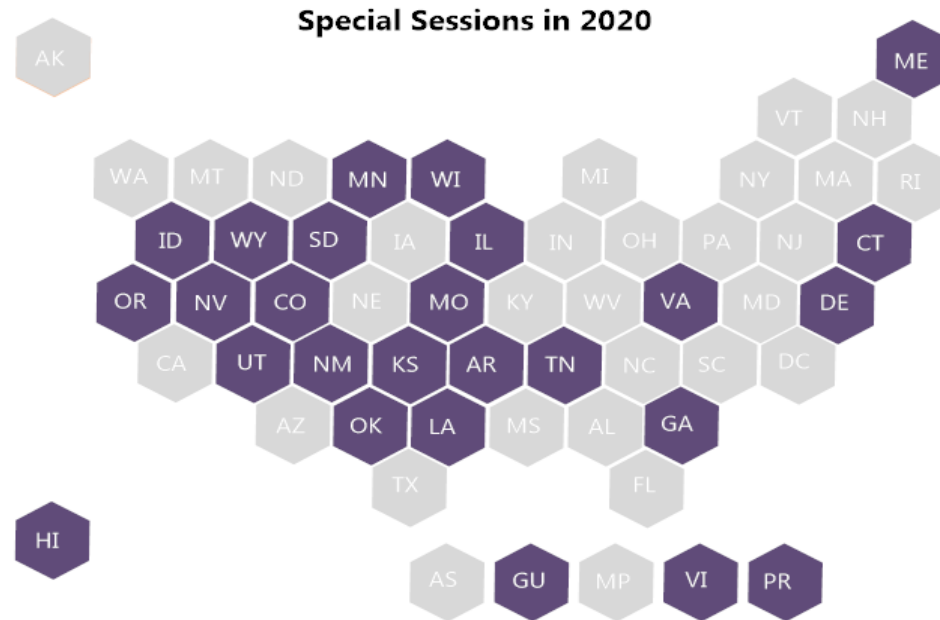 Special Sessions in 2020
AK
ME
VT NH
WA MT ND MN WI MI NY MA RI
ID WY SD IA IL IN OH PA NJ CT
OR NV CO NE MO KY WV VA MD DE
CA UT NM KS AR TN NC SC DC
AZ OK LA MS AL GA
TX FL
HI
AS GU MP VI PR